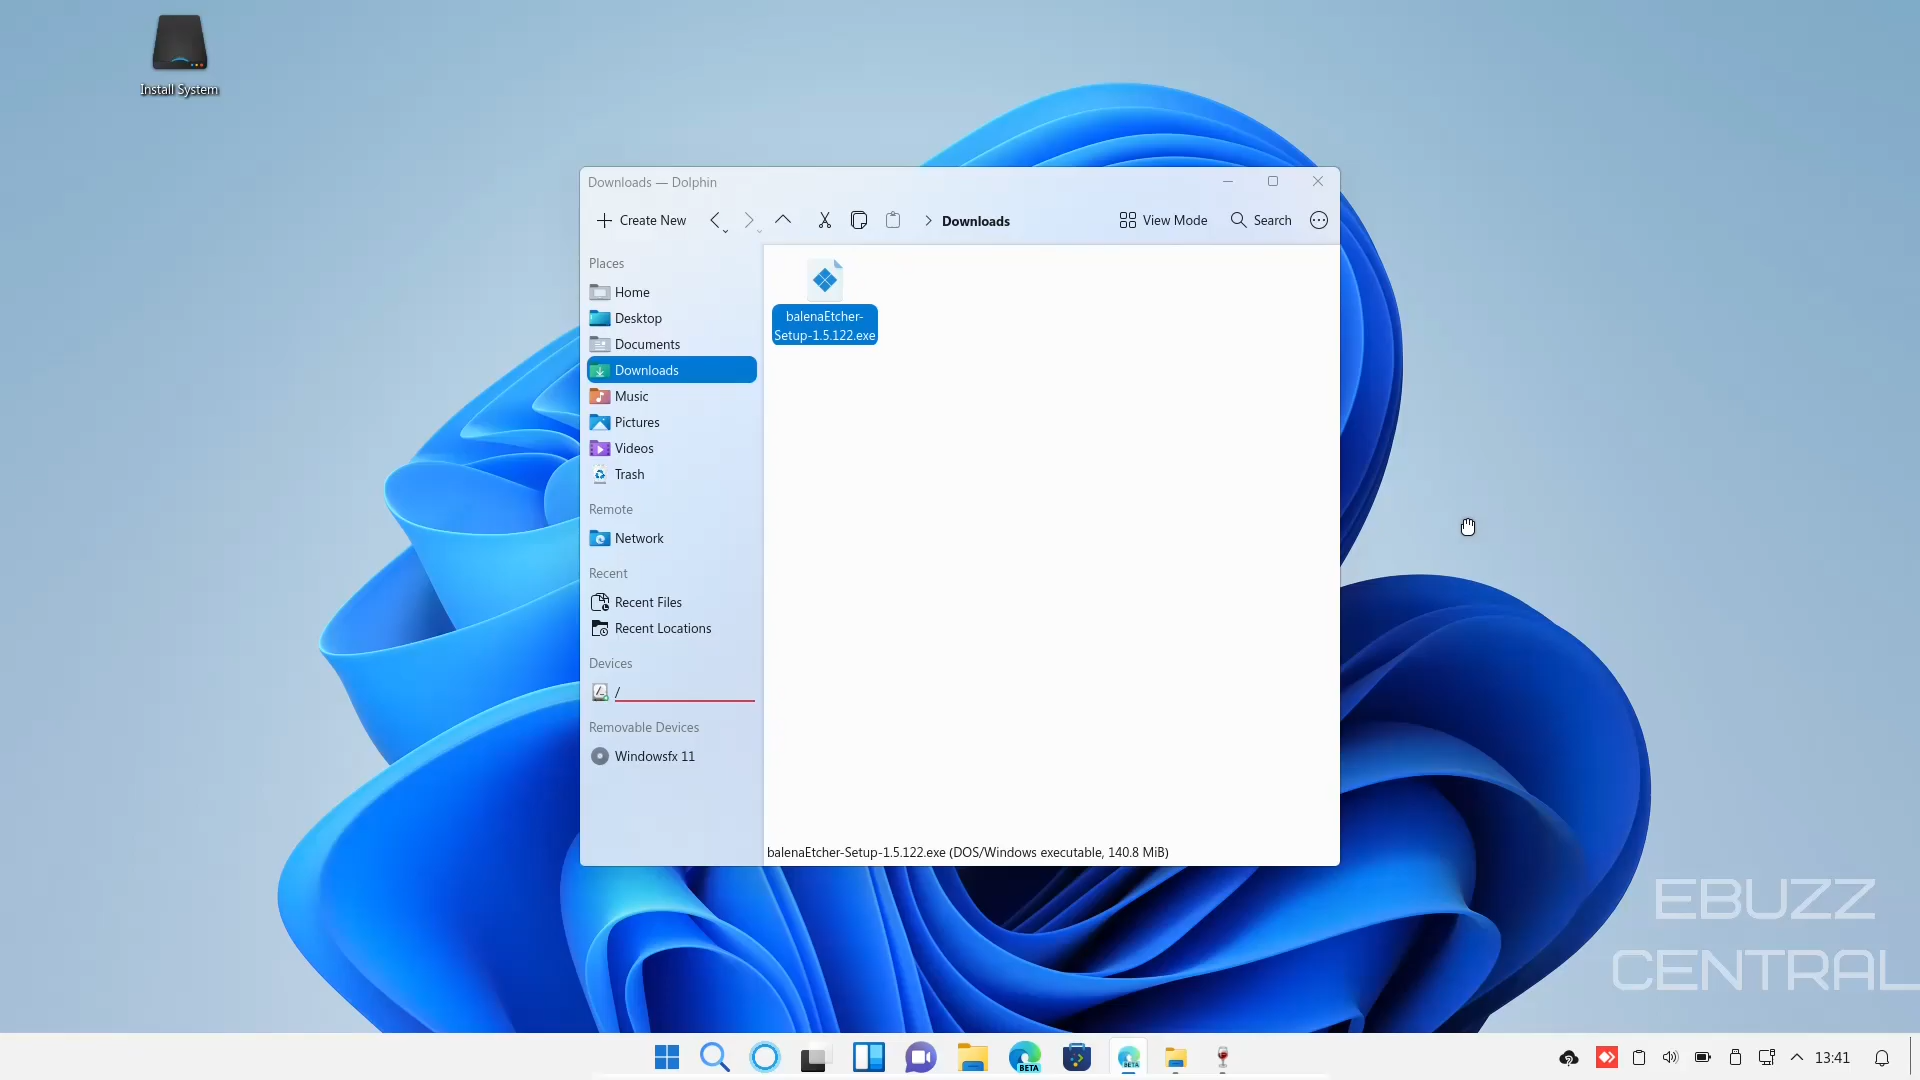 Install System
Downloads — Dolphin
Create New
Downloads
View Mode
Search
Places
Home
Desktop
Documents
Downloads
Music
Pictures
Videos
Trash
Remote
Network
Recent
Recent Files
Recent Locations
Devices
/
Removable Devices
Windowsfx 11
balenaEtcher-
Setup-1.5.122.exe
balenaEtcher-Setup-1.5.122.exe (DOS/Windows executable, 140.8 MiB)
EBUZZ
CENTRAL
BETA
BETA
13:41